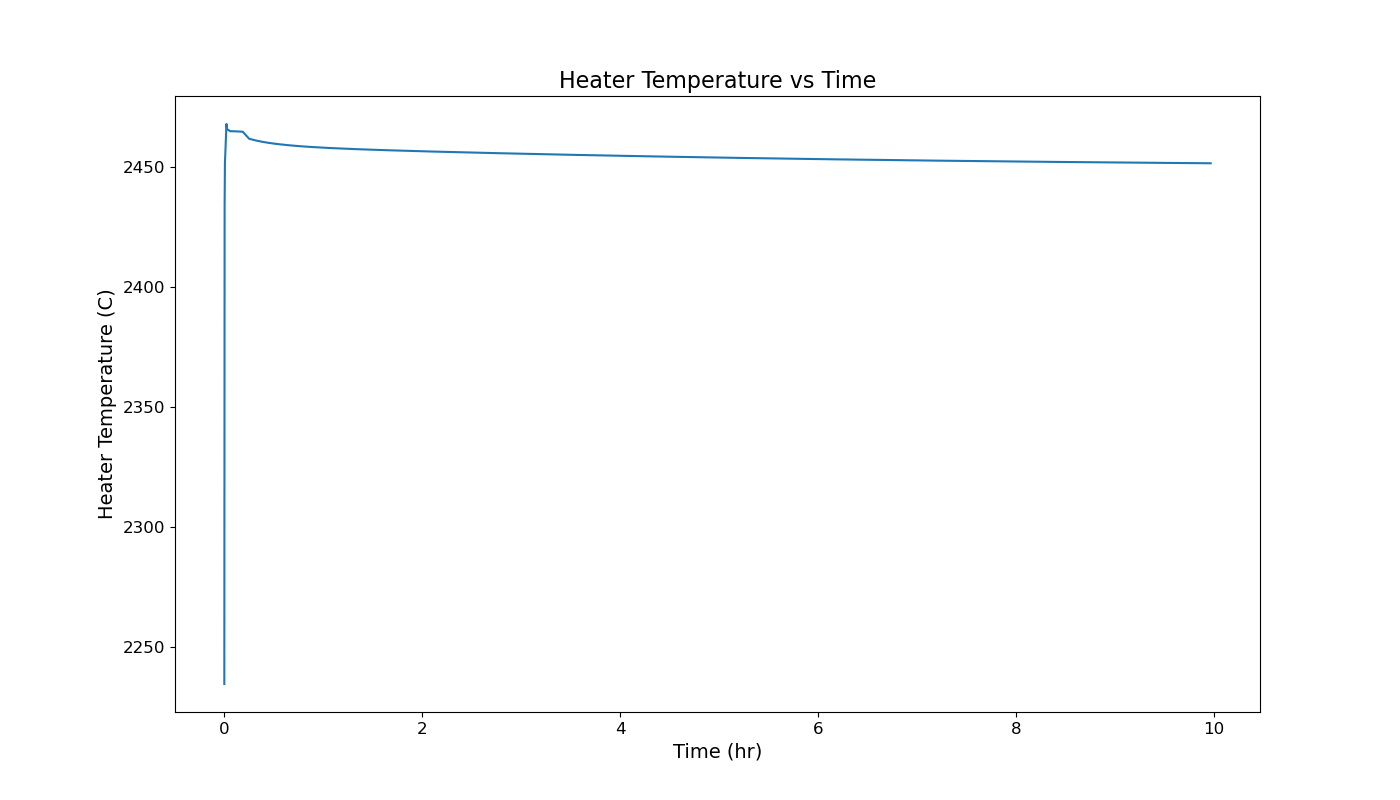 Heater Temperature vs Time
Heater Temperature (C)
2450
2400
2350
2300
2250
0 2 4 6 8 10
Time (hr)